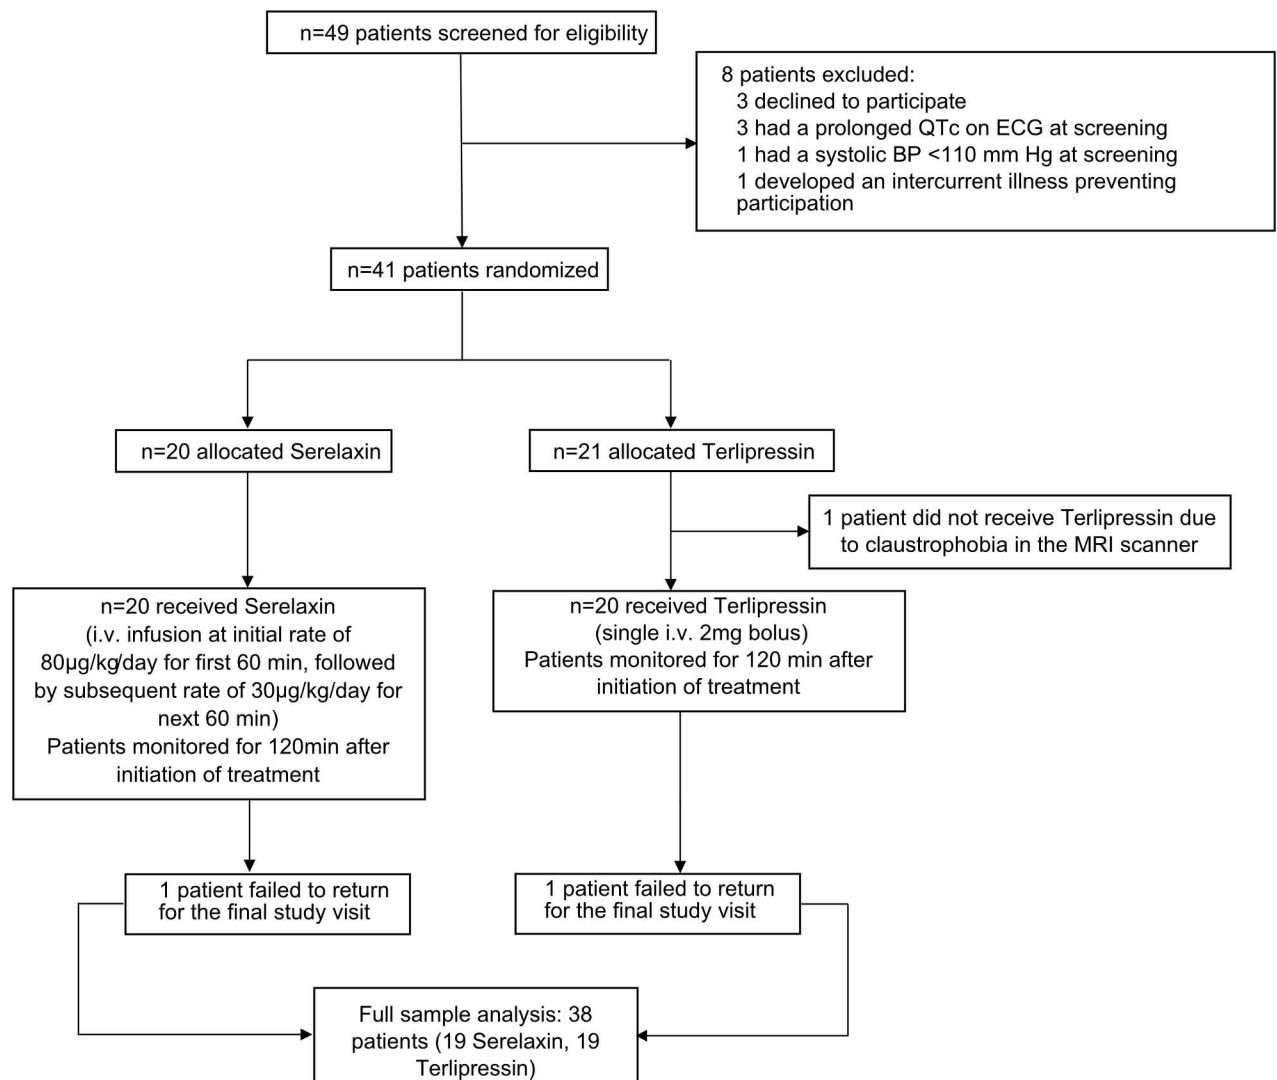 n=49 patients screened for eligibility
8 patients excluded:
3 declined to participate
3 had a prolonged QTc on ECG at screening
1 had a systolic BP <110 mm Hg at screening
1 developed an intercurrent illness preventing
participation
n=41 patients randomized
n=20 allocated Serelaxin
n=21 allocated Terlipressin
1 patient did not receive Terlipressin due
to claustrophobia in the MRI scanner
n=20 received Serelaxin
(i.v. infusion at initial rate of
80µg/kg/day for first 60 min, followed
by subsequent rate of 30µg/kg/day for
next 60 min)
Patients monitored for 120min after
initiation of treatment
n=20 received Terlipressin
(single i.v. 2mg bolus)
Patients monitored for 120 min after
initiation of treatment
1 patient failed to return
for the final study visit
1 patient failed to return
for the final study visit
Full sample analysis: 38
patients (19 Serelaxin, 19
Terlipressin)